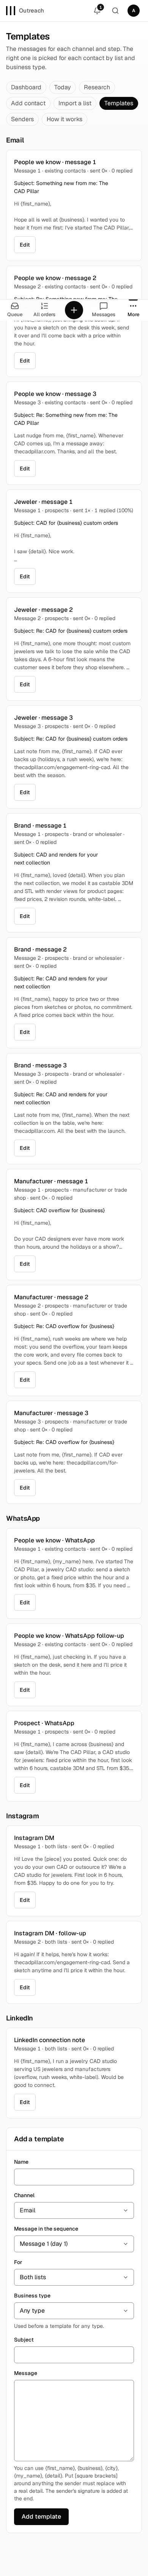 Outreach
1
A
Templates
The messages for each channel and step. The right one is picked for each contact by list and business type.
Dashboard
Today
Research
Add contact
Import a list
Templates
Senders
How it works
Email
People we know · message 1
Message 1 · existing contacts · sent 0× · 0 replied
Subject: Something new from me: The
CAD Pillar
Hi {first_name},
Hope all is well at {business}. I wanted you to
hear it from me first: I've started The CAD Pillar,...
Edit
People we know · message 2
Message 2 · existing contacts · sent 0× · 0 replied
Queue
All orders
Messages
More
it on the desk this week, send
it over and I'll come back with a price within
the hour.
Edit
People we know · message 3
Message 3 · existing contacts · sent 0× · 0 replied
Subject: Re: Something new from me: The
CAD Pillar
Last nudge from me, {first_name}. Whenever
CAD comes up, I'm a message away:
thecadpillar.com. Thanks, and all the best.
Edit
Jeweler · message 1
Message 1 · prospects · sent 1× · 1 replied (100%)
Subject: CAD for {business} custom orders
Hi {first_name},
I saw {detail}. Nice work.
...
Edit
Jeweler · message 2
Message 2 · prospects · sent 0× · 0 replied
Subject: Re: CAD for {business} custom orders
Hi {first_name}, one more thought: most custom
jewelers we talk to lose the sale while the CAD
takes days. A 6-hour first look means the
customer sees it before they shop elsewhere. ...
Edit
Jeweler · message 3
Message 3 · prospects · sent 0× · 0 replied
Subject: Re: CAD for {business} custom orders
Last note from me, {first_name}. If CAD ever
backs up (holidays, a rush week), we're here:
thecadpillar.com/engagement-ring-cad. All the
best with the season.
Edit
Brand · message 1
Message 1 · prospects · brand or wholesaler ·
sent 0× · 0 replied
Subject: CAD and renders for your
next collection
Hi {first_name}, loved {detail}. When you plan
the next collection, we model it as castable 3DM
and STL with render views for product pages:
fixed prices, 2 revision rounds, white-label. ...
Edit
Brand · message 2
Message 2 · prospects · brand or wholesaler ·
sent 0× · 0 replied
Subject: Re: CAD and renders for your
next collection
Hi {first_name}, happy to price two or three
pieces from sketches or photos, no commitment.
A fixed price comes back within the hour.
Edit
Brand · message 3
Message 3 · prospects · brand or wholesaler ·
sent 0× · 0 replied
Subject: Re: CAD and renders for your
next collection
Last note from me, {first_name}. When the next
collection is on the table, we're here:
thecadpillar.com. All the best with the launch.
Edit
Manufacturer · message 1
Message 1 · prospects · manufacturer or trade
shop · sent 0× · 0 replied
Subject: CAD overflow for {business}
Hi {first_name},
Do your CAD designers ever have more work
than hours, around the holidays or a show?...
Edit
Manufacturer · message 2
Message 2 · prospects · manufacturer or trade
shop · sent 0× · 0 replied
Subject: Re: CAD overflow for {business}
Hi {first_name}, rush weeks are where we help
most: you send the overflow, your team keeps
the core work, and every file comes back to
your specs. Send one job as a test whenever it ...
Edit
Manufacturer · message 3
Message 3 · prospects · manufacturer or trade
shop · sent 0× · 0 replied
Subject: Re: CAD overflow for {business}
Last note from me, {first_name}. If CAD ever
backs up, we're here: thecadpillar.com/for-
jewelers. All the best.
Edit
WhatsApp
People we know · WhatsApp
Message 1 · existing contacts · sent 0× · 0 replied
Hi {first_name}, {my_name} here. I've started The
CAD Pillar, a jewelry CAD studio: send a sketch
or photo, get a fixed price within the hour and a
first look within 6 hours, from $35. If you need ...
Edit
People we know · WhatsApp follow-up
Message 2 · existing contacts · sent 0× · 0 replied
Hi {first_name}, just checking in. If you have a
sketch on the desk, send it here and I'll price it
within the hour.
Edit
Prospect · WhatsApp
Message 1 · prospects · sent 0× · 0 replied
Hi {first_name}, I came across {business} and
saw {detail}. We're The CAD Pillar, a CAD studio
for jewelers: fixed price within the hour, first look
within 6 hours, castable 3DM and STL from $35....
Edit
Instagram
Instagram DM
Message 1 · both lists · sent 0× · 0 replied
Hi! Love the [piece] you posted. Quick one: do
you run your own CAD or outsource it? We're a
CAD studio for jewelers. First look in 6 hours,
from $35. Happy to do one for you to try.
Edit
Instagram DM · follow-up
Message 2 · both lists · sent 0× · 0 replied
Hi again! If it helps, here's how it works:
thecadpillar.com/engagement-ring-cad. Send a
sketch anytime and I'll price it within the hour.
Edit
LinkedIn
LinkedIn connection note
Message 1 · both lists · sent 0× · 0 replied
Hi {first_name}, I run a jewelry CAD studio
serving US jewelers and manufacturers
(overflow, rush weeks, white-label). Would be
good to connect.
Edit
Add a template
Name
Channel
Email
Message in the sequence
Message 1 (day 1)
For
Both lists
Business type
Any type
Used before a template for any type.
Subject
Message
You can use {first_name}, {business}, {city},
{my_name}, {detail}. Put [square brackets]
around anything the sender must replace with
a real detail. The sender's signature is added at
the end.
Add template